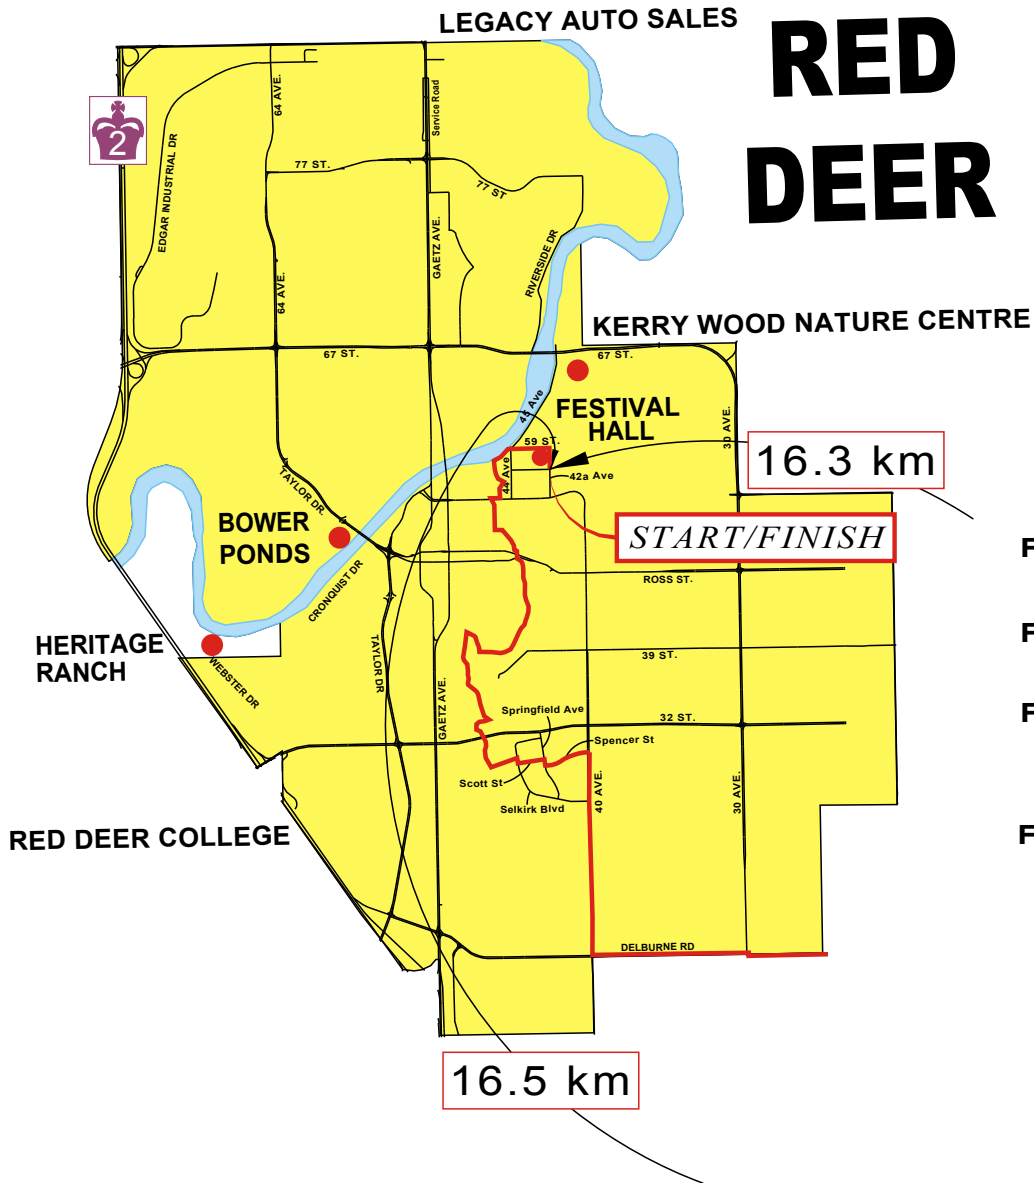 LEGACY AUTO SALES
RED
DEER
2
64 AVE.
Service Road
EDGAR INDUSTRIAL DR
77 ST.
77 ST
GAETZ AVE.
RIVERSIDE DR
64 AVE.
KERRY WOOD NATURE CENTRE
67 ST.
67 ST.
45 Ave
FESTIVAL
HALL
30 AVE.
59 ST.
16.3 km
44 Ave
42a Ave
TAYLOR DR.
BOWER
PONDS
START/FINISH
F
CRONQUIST DR
ROSS ST.
HERITAGE
RANCH
F
WEBSTER DR
TAYLOR DR
39 ST.
GAETZ AVE.
Springfield Ave
32 ST.
F
Spencer St
Scott St
40 AVE.
30 AVE.
Selkirk Blvd
RED DEER COLLEGE
F
DELBURNE RD
16.5 km